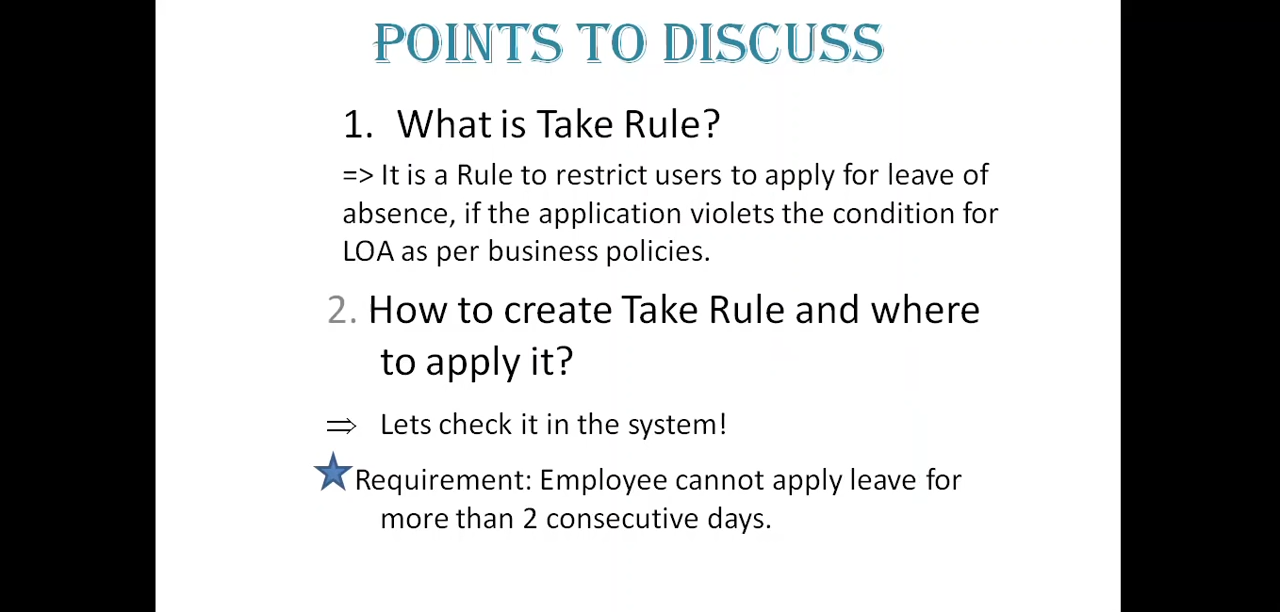 POINTS TO DISCUSS
1. What is Take Rule?
=> It is a Rule to restrict users to apply for leave of
absence, if the application violets the condition for
LOA as per business policies.
2. How to create Take Rule and where
to apply it?
⇒ Lets check it in the system!
Requirement: Employee cannot apply leave for
more than 2 consecutive days.